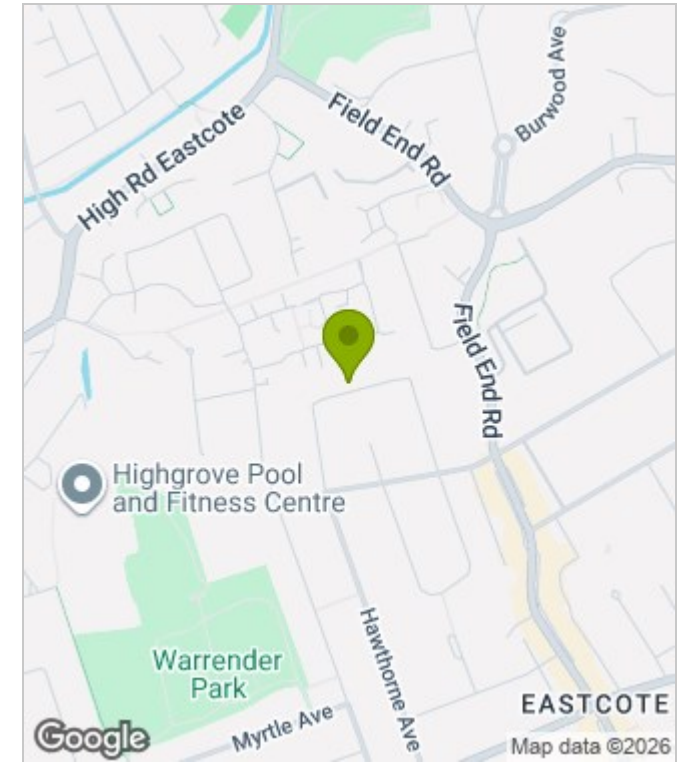 Burwood Ave
Field End Rd
High Rd Eastcote
Field End Rd
Highgrove Pool
and Fitness Centre
Hawthorne Ave
Warrender
Park
EASTCOTE
Myrtle Ave
Google
Map data ©2026